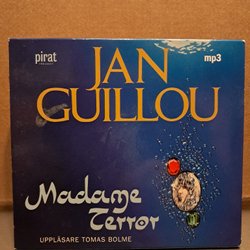 pirat
JAN
mp3
GUILLOU
Madame
Terror
UPPLÄSARE TOMAS BOLME